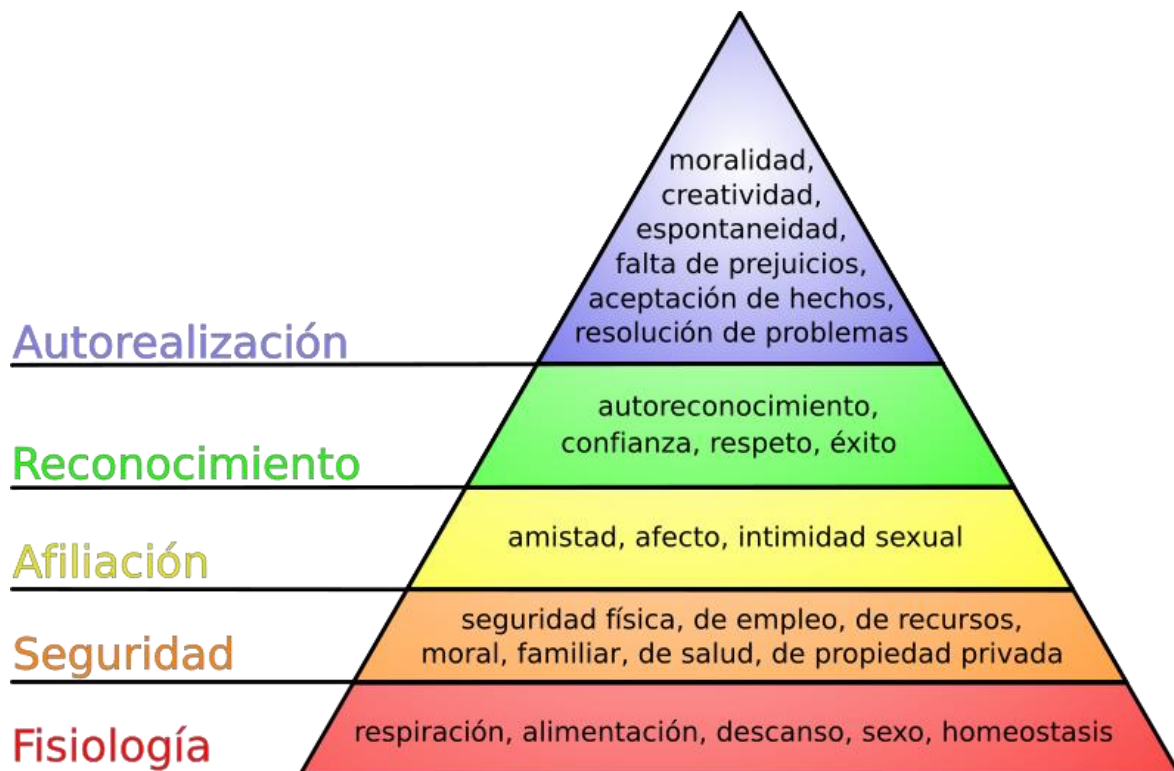 moralidad,
creatividad,
espontaneidad,
falta de prejuicios,
aceptación de hechos,
resolución de problemas
Autorealización
autoreconocimiento,
confianza, respeto, éxito
Reconocimiento
amistad, afecto, intimidad sexual
Afiliación
seguridad física, de empleo, de recursos,
moral, familiar, de salud, de propiedad privada
Seguridad
respiración, alimentación, descanso, sexo, homeostasis
Fisiología